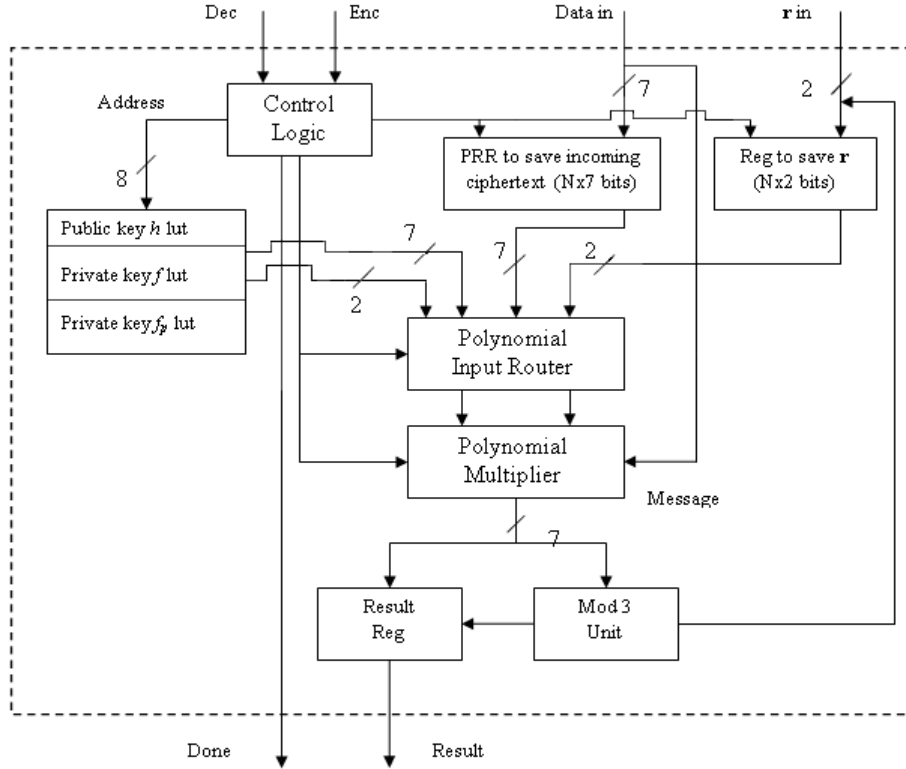 Dec
Enc
Data in
r in
Address
Control
Logic
7
2
8
PRR to save incoming
ciphertext (Nx7 bits)
Reg to save r
(Nx2 bits)
Public key h lut
Private key f lut
Private key fp lut
7
2
7
2
Polynomial
Input Router
Polynomial
Multiplier
Message
7
Result
Reg
Mod 3
Unit
Done
Result